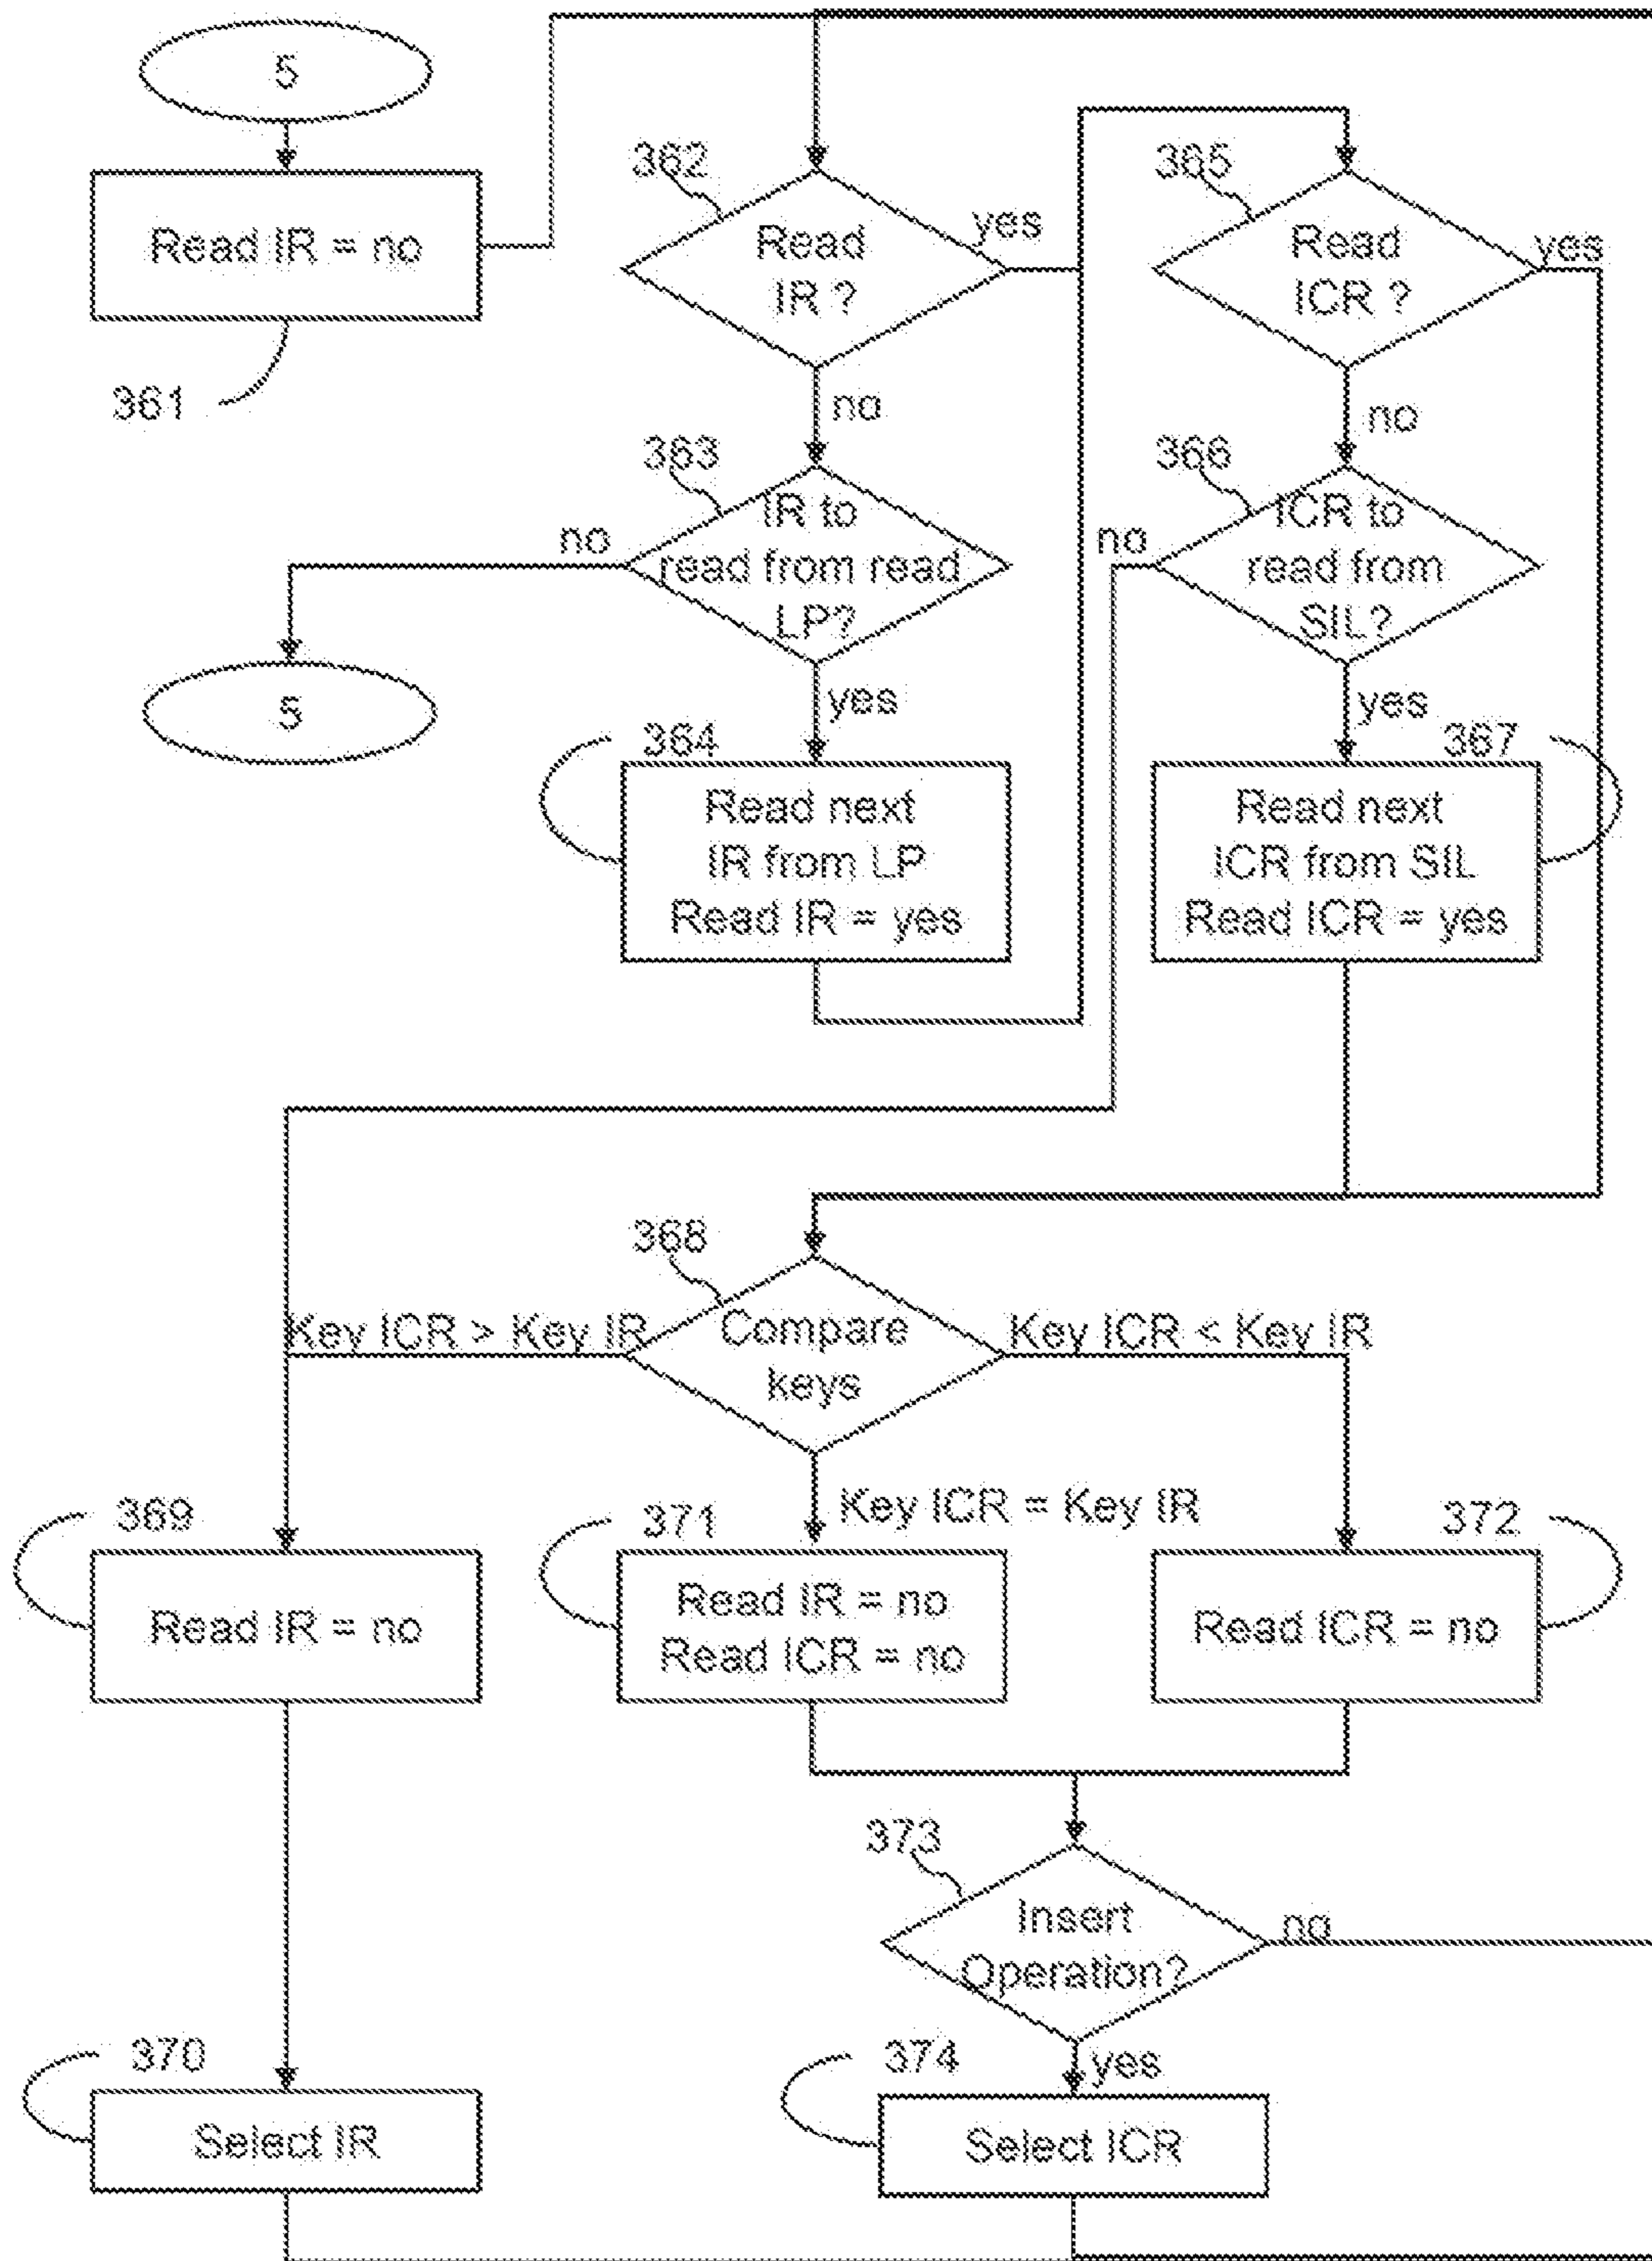 5
Read IR = no
361
362
Read
IR ?
yes
no
365
Read
ICR ?
yes
no
363
IR to
read from read
LP?
no
yes
5
366
ICR to
read from
SIL?
no
yes
364
Read next
IR from LP
Read IR = yes
367
Read next
ICR from SIL
Read ICR = yes
368
Compare
keys
Key ICR > Key IR
Key ICR < Key IR
Key ICR = Key IR
369
Read IR = no
371
Read IR = no
Read ICR = no
372
Read ICR = no
373
Insert
Operation?
no
yes
370
Select IR
374
Select ICR